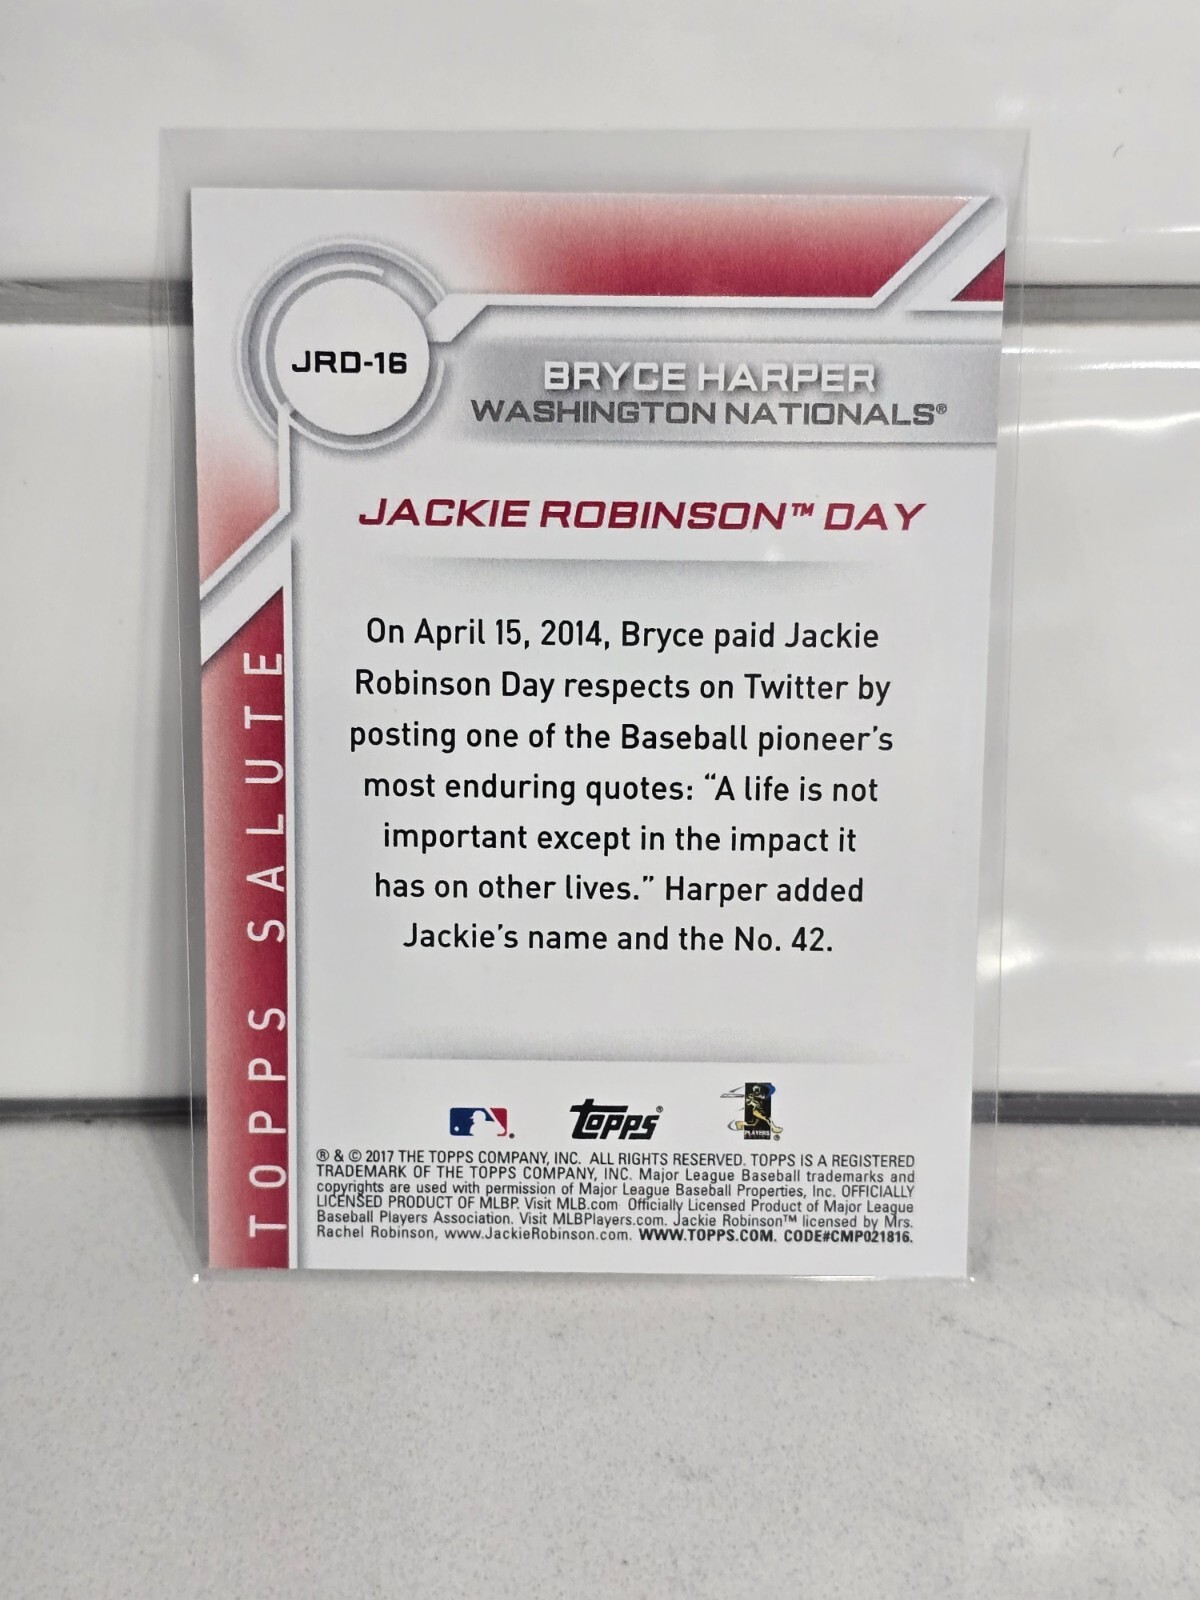 JRD-16
BRYCE HARPER
WASHINGTON NATIONALS®
JACKIE ROBINSON™ DAY
On April 15, 2014, Bryce paid Jackie
Robinson Day respects on Twitter by
posting one of the Baseball pioneer’s
most enduring quotes: “A life is not
important except in the impact it
has on other lives.” Harper added
Jackie’s name and the No. 42.
TOPPS SALUTE
topps®
PLAYERS
® & © 2017 THE TOPPS COMPANY, INC. ALL RIGHTS RESERVED. TOPPS IS A REGISTERED
TRADEMARK OF THE TOPPS COMPANY, INC. Major League Baseball trademarks and
copyrights are used with permission of Major League Baseball Properties, Inc. OFFICIALLY
LICENSED PRODUCT OF MLBP. Visit MLB.com Officially Licensed Product of Major League
Baseball Players Association. Visit MLBPlayers.com. Jackie Robinson™ licensed by Mrs.
Rachel Robinson, www.JackieRobinson.com. WWW.TOPPS.COM. CODE#CMP021816.